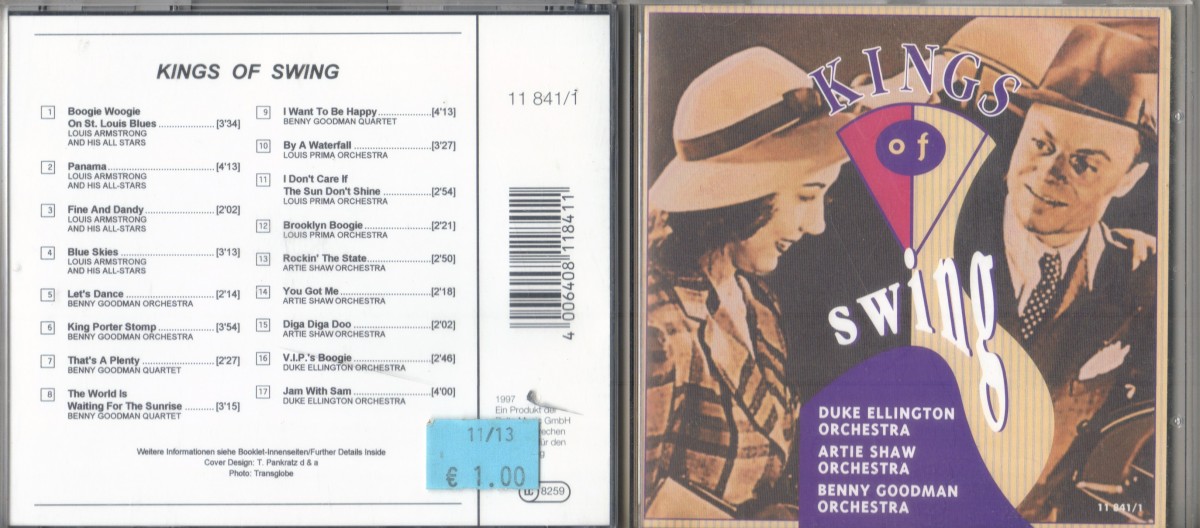 KINGS OF SWING
1 Boogie Woogie
On St. Louis Blues ................ [3'34]
LOUIS ARMSTRONG
AND HIS ALL STARS
2 Panama ................ [4'13]
LOUIS ARMSTRONG
AND HIS ALL-STARS
3 Fine And Dandy ................ [2'02]
LOUIS ARMSTRONG
AND HIS ALL-STARS
4 Blue Skies ................ [3'13]
LOUIS ARMSTRONG
AND HIS ALL-STARS
5 Let's Dance ................ [2'14]
BENNY GOODMAN ORCHESTRA
6 King Porter Stomp ................ [3'54]
BENNY GOODMAN ORCHESTRA
7 That's A Plenty ................ [2'27]
BENNY GOODMAN QUARTET
8 The World Is
Waiting For The Sunrise .......... [3'15]
BENNY GOODMAN QUARTET
9 I Want To Be Happy ................ [4'13]
BENNY GOODMAN QUARTET
10 By A Waterfall ................ [3'27]
LOUIS PRIMA ORCHESTRA
11 I Don't Care If
The Sun Don't Shine ................ [2'54]
LOUIS PRIMA ORCHESTRA
12 Brooklyn Boogie ................ [2'21]
LOUIS PRIMA ORCHESTRA
13 Rockin' The State ................ [2'50]
ARTIE SHAW ORCHESTRA
14 You Got Me ................ [2'18]
ARTIE SHAW ORCHESTRA
15 Diga Diga Doo ................ [2'02]
ARTIE SHAW ORCHESTRA
16 V.I.P.'s Boogie ................ [2'46]
DUKE ELLINGTON ORCHESTRA
17 Jam With Sam ................ [4'00]
DUKE ELLINGTON ORCHESTRA
Weitere Informationen siehe Booklet-Innenseiten/Further Details Inside
Cover Design: T. Pankratz d & a
Photo: Transglobe
11 841/1
4 006408 118411
1997
Ein Produkt der
GmbH
für den
11/13
€ 1.00
LC 8259
KINGS
of
swing
DUKE ELLINGTON
ORCHESTRA
ARTIE SHAW
ORCHESTRA
BENNY GOODMAN
ORCHESTRA
11 841/1